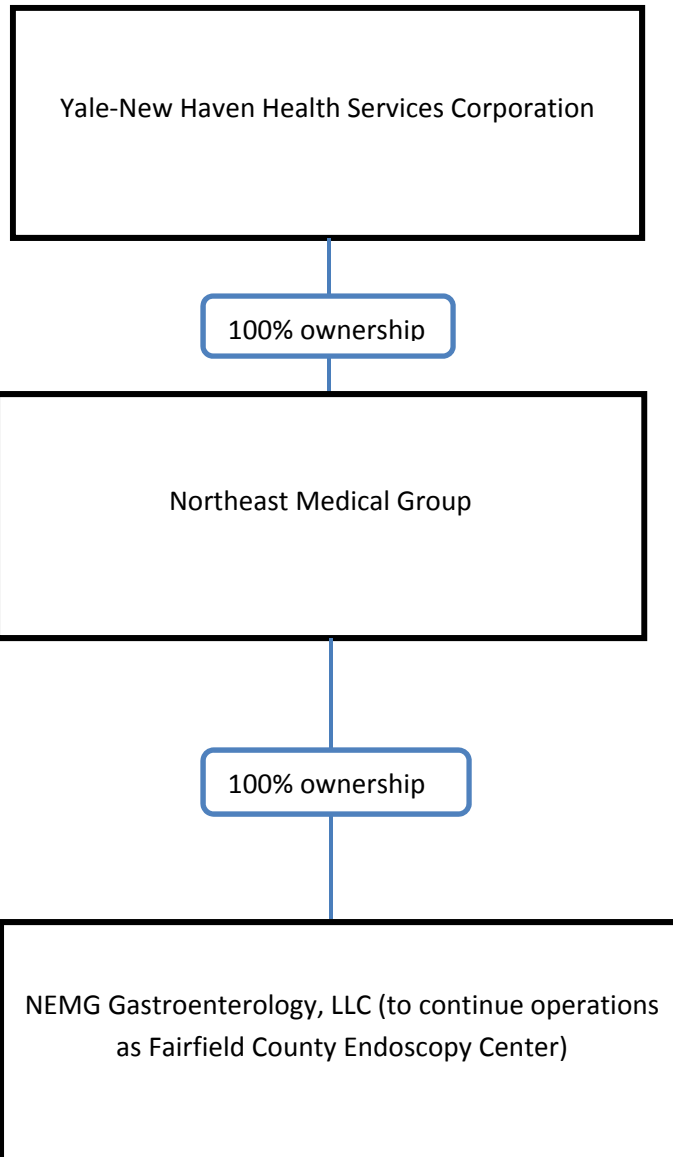 Yale-New Haven Health Services Corporation
100% ownership
Northeast Medical Group
100% ownership
NEMG Gastroenterology, LLC (to continue operations
as Fairfield County Endoscopy Center)